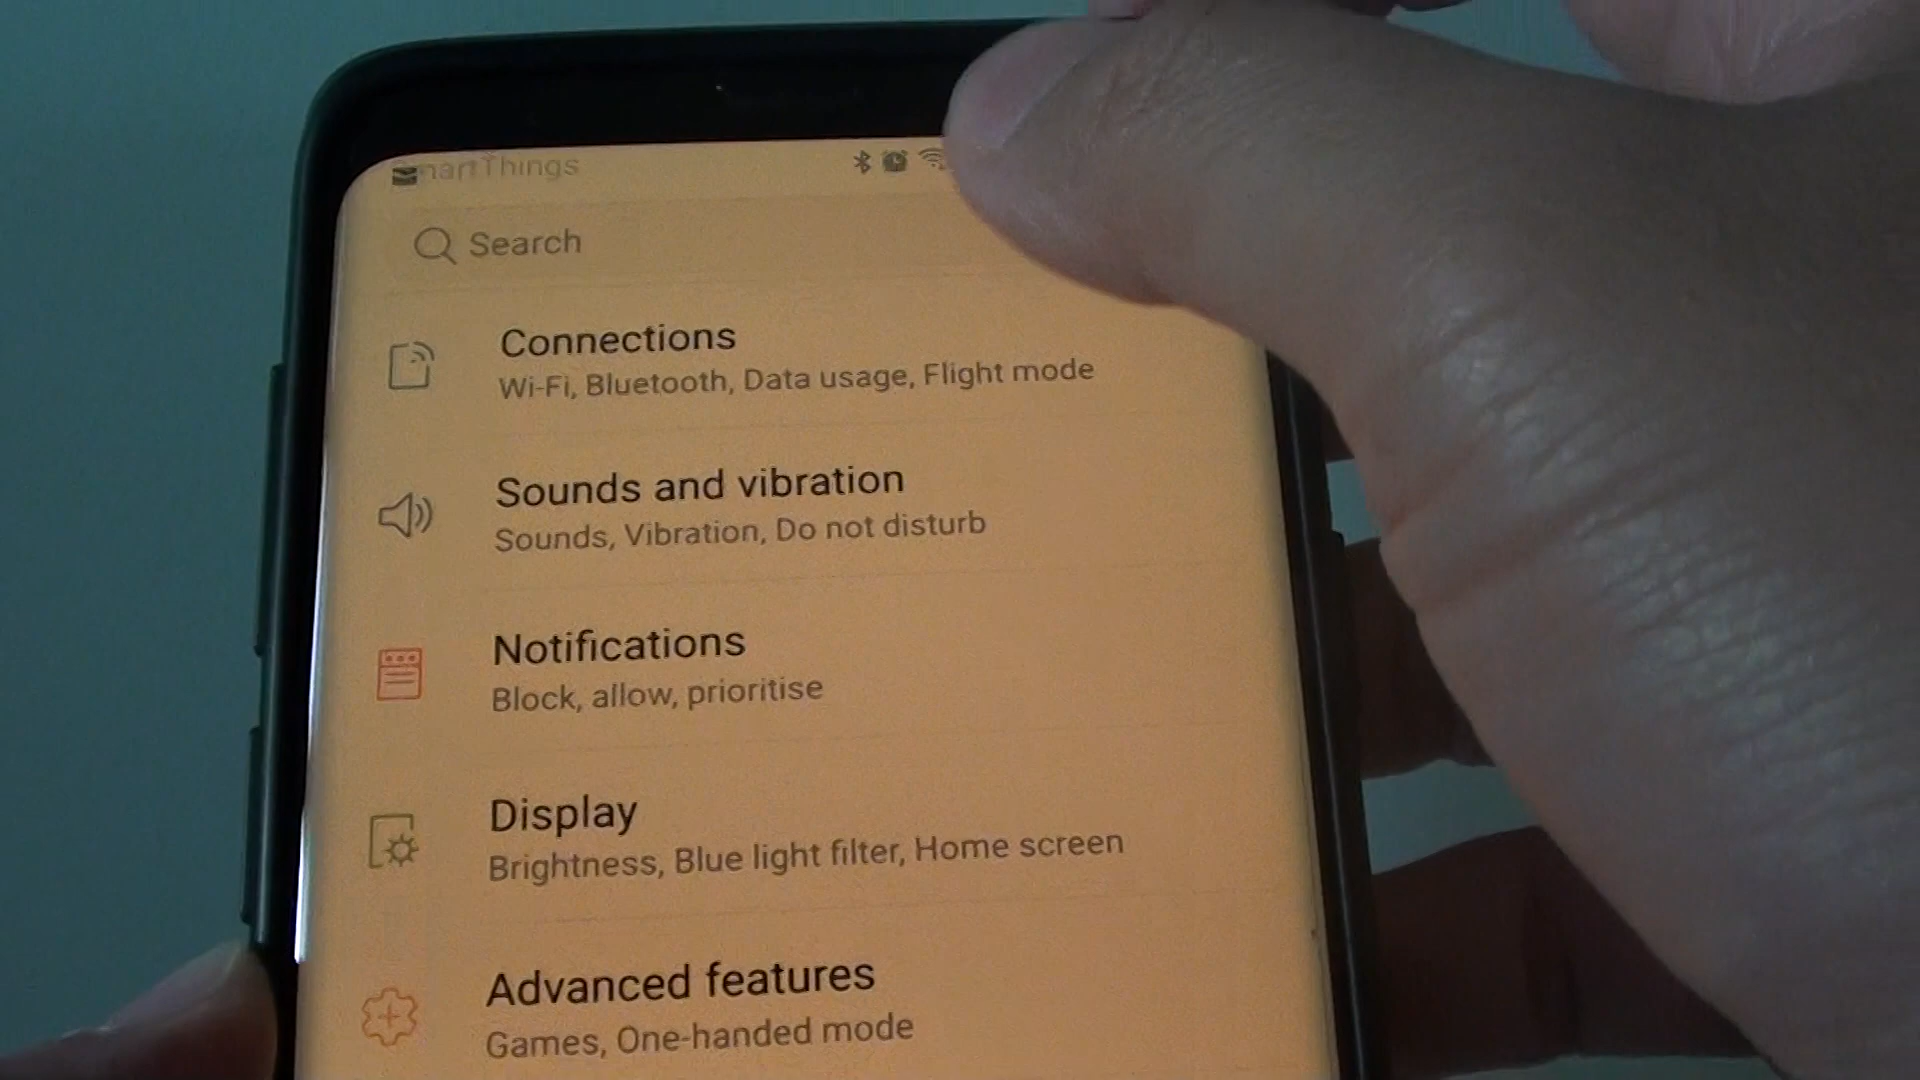 SmartThings
Search
Connections
Wi-Fi, Bluetooth, Data usage, Flight mode
Sounds and vibration
Sounds, Vibration, Do not disturb
Notifications
Block, allow, prioritise
Display
Brightness, Blue light filter, Home screen
Advanced features
Games, One-handed mode